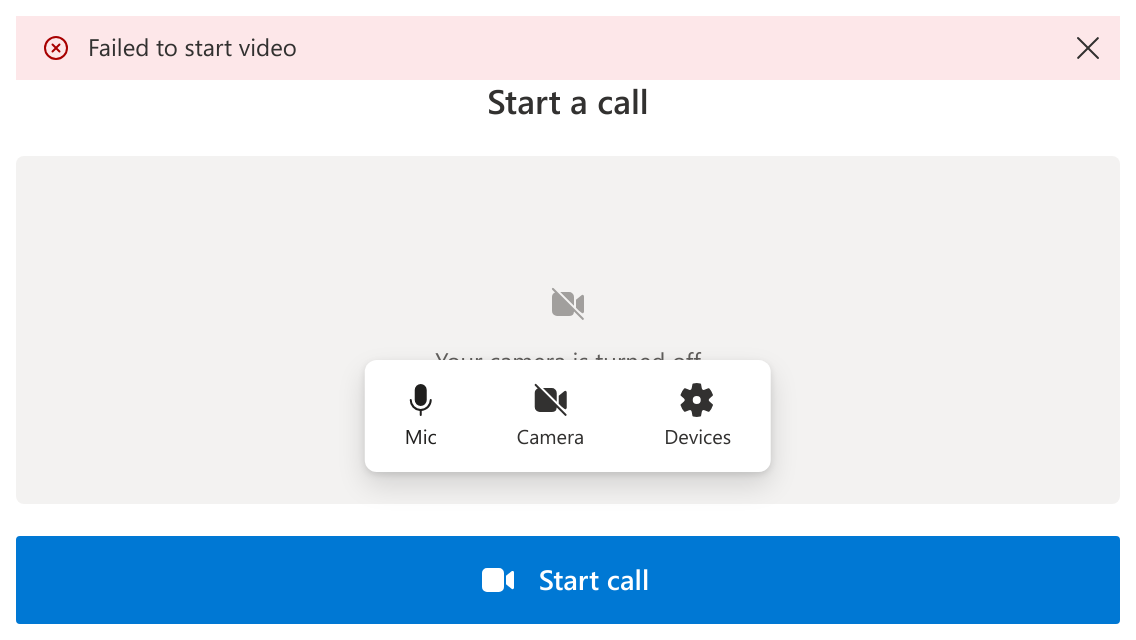 Failed to start video
Start a call
Your camera is turned off
Mic
Camera
Devices
Start call